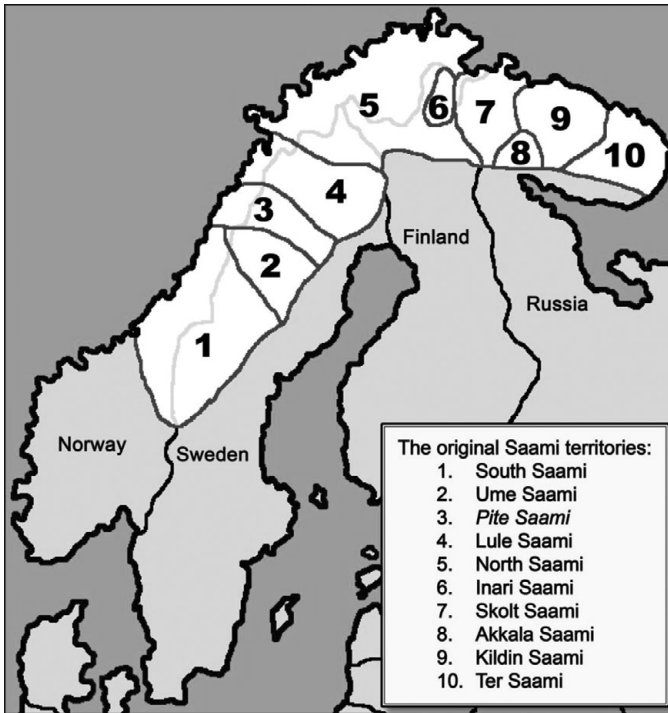 5
6
7
9
8
10
4
3
2
1
Finland
Russia
Norway
Sweden
The original Saami territories:
1. South Saami
2. Ume Saami
3. Pite Saami
4. Lule Saami
5. North Saami
6. Inari Saami
7. Skolt Saami
8. Akkala Saami
9. Kildin Saami
10. Ter Saami